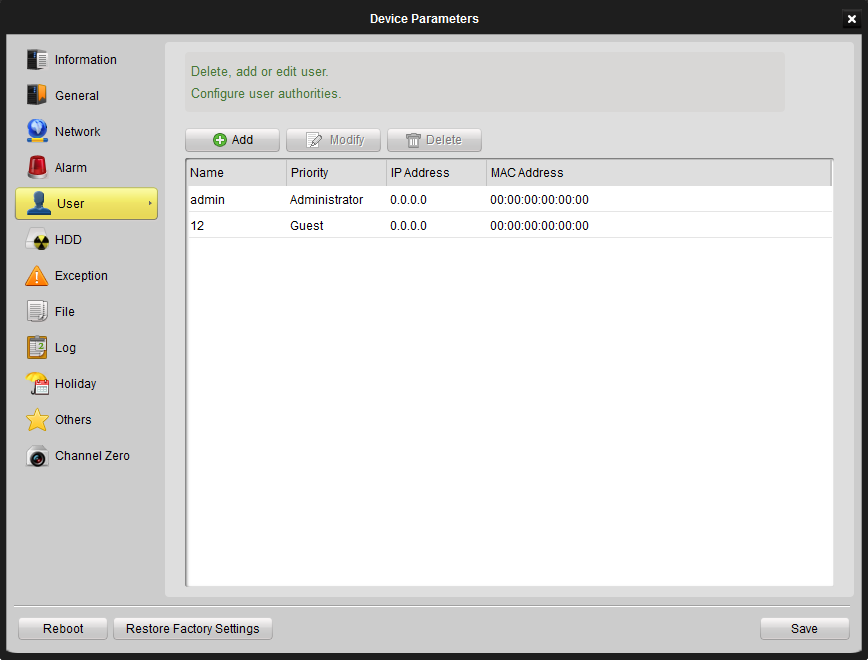 Device Parameters
Information
General
Network
Alarm
User
HDD
Exception
File
Log
Holiday
Others
Channel Zero
Delete, add or edit user.
Configure user authorities.
Add Modify Delete
Name Priority IP Address MAC Address
admin Administrator 0.0.0.0 00:00:00:00:00:00
12 Guest 0.0.0.0 00:00:00:00:00:00
Reboot Restore Factory Settings Save